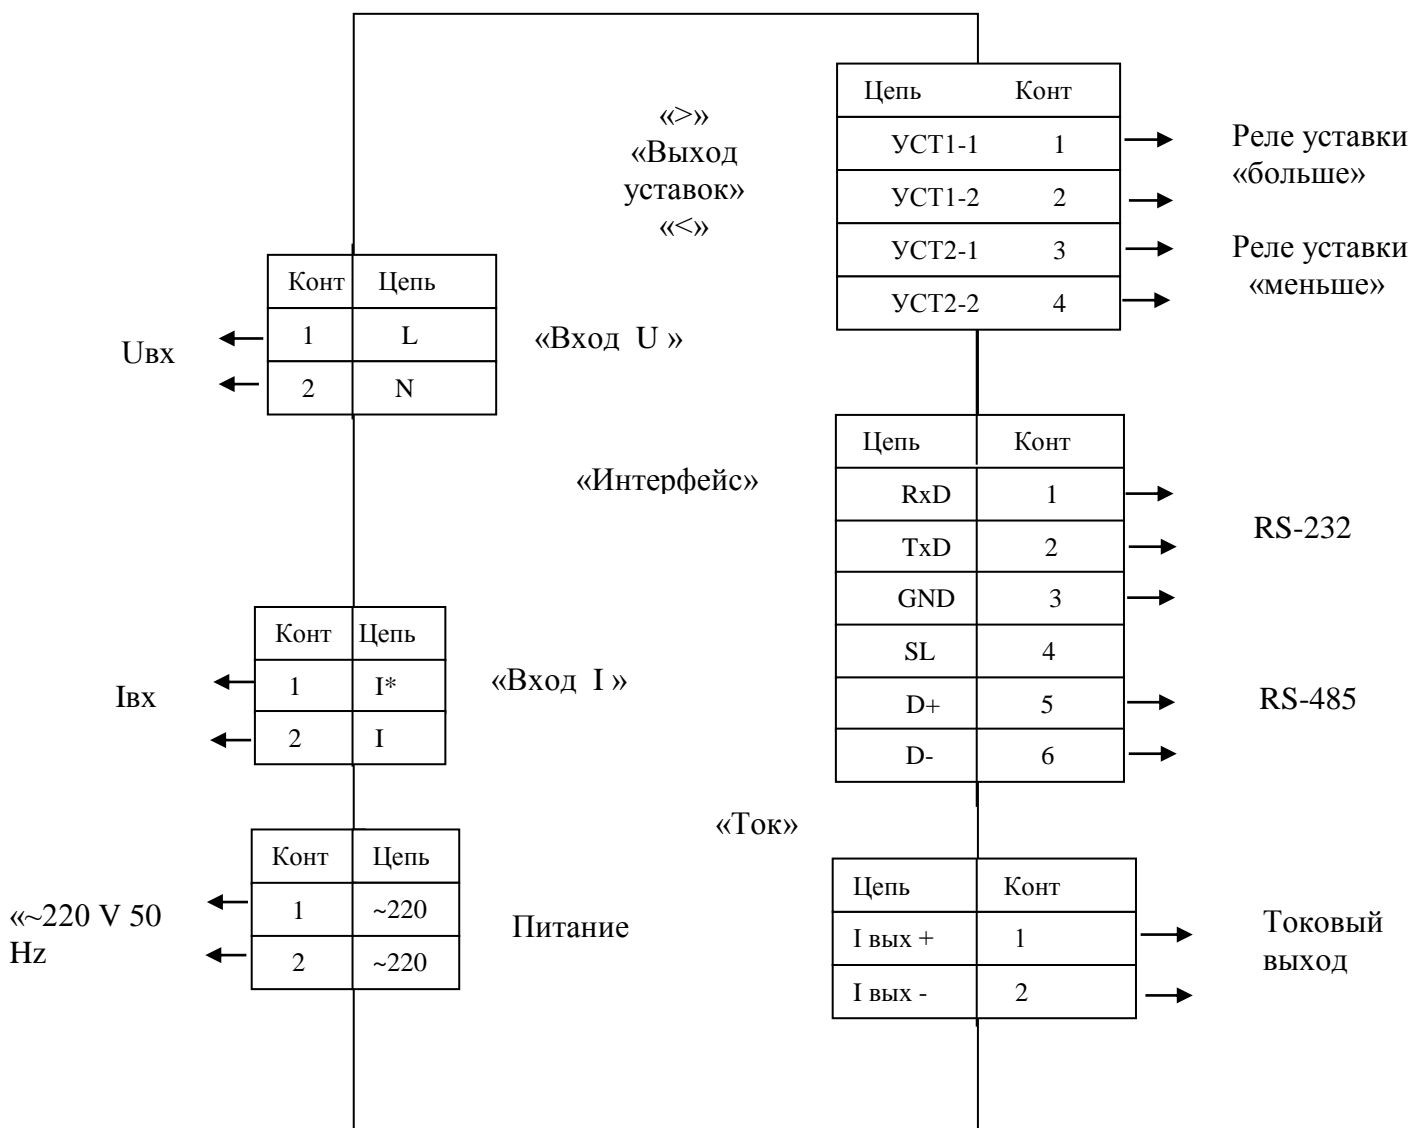 Цепь Конт
УСТ1-1 1
УСТ1-2 2
УСТ2-1 3
УСТ2-2 4
«>»
«Выход
уставок»
«<»
Реле уставки
«больше»
Реле уставки
«меньше»
Конт Цепь
1 L
2 N
Uвх
«Вход U »
Цепь Конт
RxD 1
TxD 2
GND 3
SL 4
D+ 5
D- 6
«Интерфейс»
RS-232
RS-485
Конт Цепь
1 I*
2 I
Iвх
«Вход I »
Конт Цепь
1 ~220
2 ~220
«~220 V 50
Hz
Питание
«Ток»
Цепь Конт
I вых + 1
I вых - 2
Токовый
выход